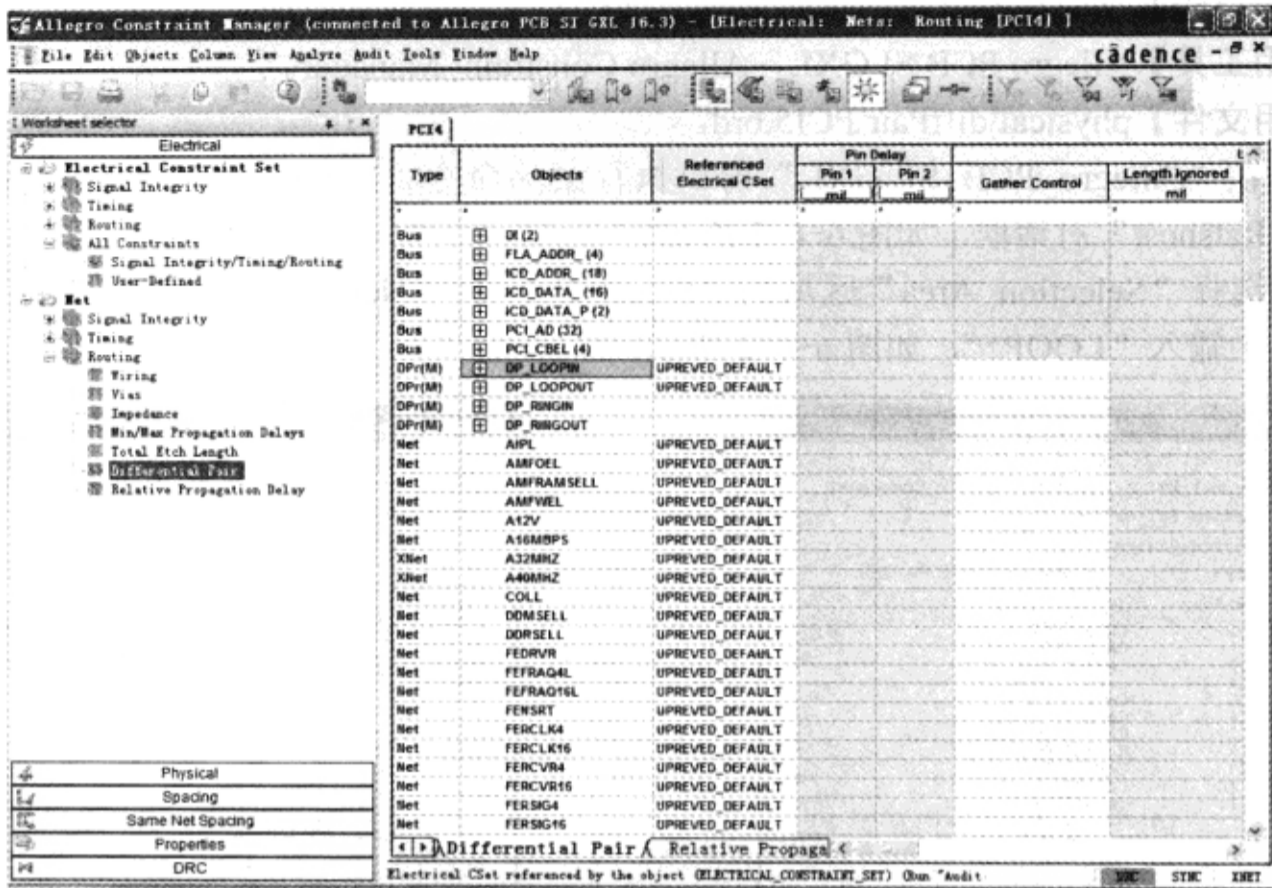 Allegro Constraint Manager (connected to Allegro PCB SI GXL 16.3) - [Electrical: Nets: Routing [PCI4] ]
File Edit Objects Column View Analyze Audit Tools Window Help
cādence
Worksheet selector
Electrical
Electrical Constraint Set
Signal Integrity
Timing
Routing
All Constraints
Signal Integrity/Timing/Routing
User-Defined
Net
Signal Integrity
Timing
Routing
Wiring
Vias
Impedance
Min/Max Propagation Delays
Total Etch Length
Differential Pair
Relative Propagation Delay
Physical
Spacing
Same Net Spacing
Properties
DRC
PCI4
Type Objects Referenced Electrical CSet Pin Delay Pin 1 Pin 2 Gather Control Length Ignored
mil mil mil
* * * * * * *
Bus DI (2)
Bus FLA_ADDR_ (4)
Bus ICD_ADDR_ (18)
Bus ICD_DATA_ (16)
Bus ICD_DATA_P (2)
Bus PCI_AD (32)
Bus PCI_CBEL (4)
DPr(M) DP_LOOPIN UPREVED_DEFAULT
DPr(M) DP_LOOPOUT UPREVED_DEFAULT
DPr(M) DP_RINGIN
DPr(M) DP_RINGOUT
Net AIPL UPREVED_DEFAULT
Net AMFOEL UPREVED_DEFAULT
Net AMFRAMSELL UPREVED_DEFAULT
Net AMFWEL UPREVED_DEFAULT
Net A12V UPREVED_DEFAULT
Net A16MBPS UPREVED_DEFAULT
XNet A32MHZ UPREVED_DEFAULT
XNet A40MHZ UPREVED_DEFAULT
Net COLL UPREVED_DEFAULT
Net DDMSELL UPREVED_DEFAULT
Net DDRSELL UPREVED_DEFAULT
Net FEDRVR UPREVED_DEFAULT
Net FEFRAQ4L UPREVED_DEFAULT
Net FEFRAQ16L UPREVED_DEFAULT
Net FENSRT UPREVED_DEFAULT
Net FERCLK4 UPREVED_DEFAULT
Net FERCLK16 UPREVED_DEFAULT
Net FERCVR4 UPREVED_DEFAULT
Net FERCVR16 UPREVED_DEFAULT
Net FERSIG4 UPREVED_DEFAULT
Net FERSIG16 UPREVED_DEFAULT
Differential Pair Relative Propaga
Electrical CSet referenced by the object (ELECTRICAL_CONSTRAINT_SET) (Run "Audit
SYNC XNET